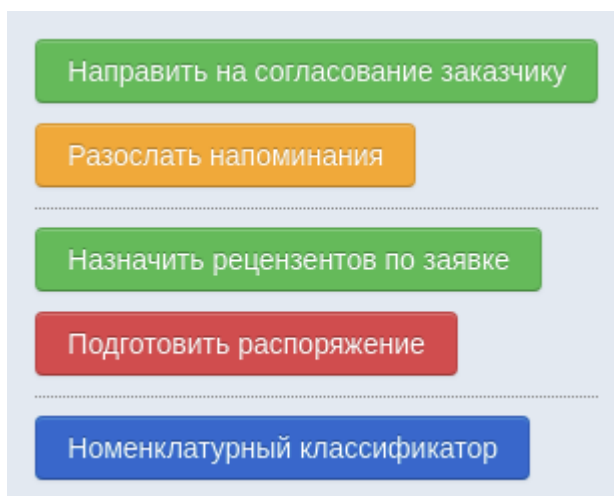 Направить на согласование заказчику
Разослать напоминания
Назначить рецензентов по заявке
Подготовить распоряжение
Номенклатурный классификатор